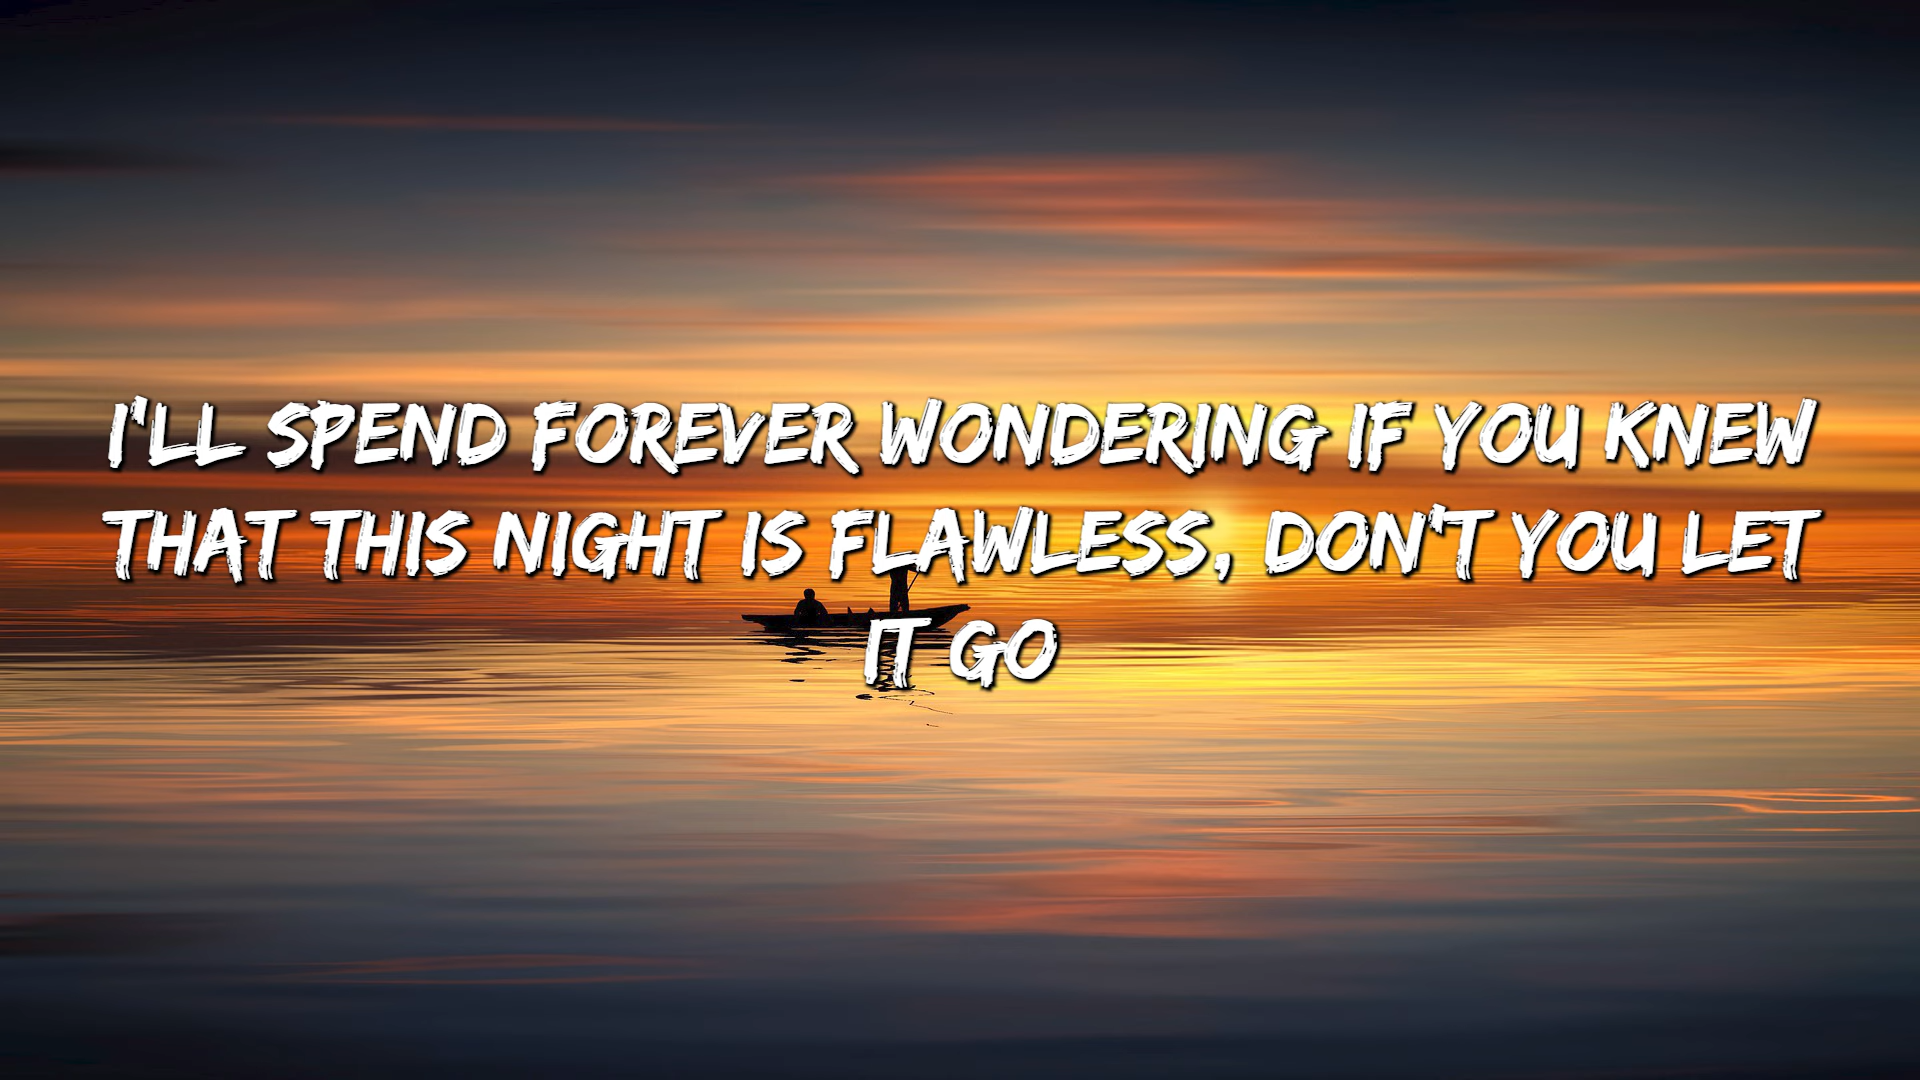 I'LL SPEND FOREVER WONDERING IF YOU KNEW
THAT THIS NIGHT IS FLAWLESS, DON'T YOU LET
IT GO